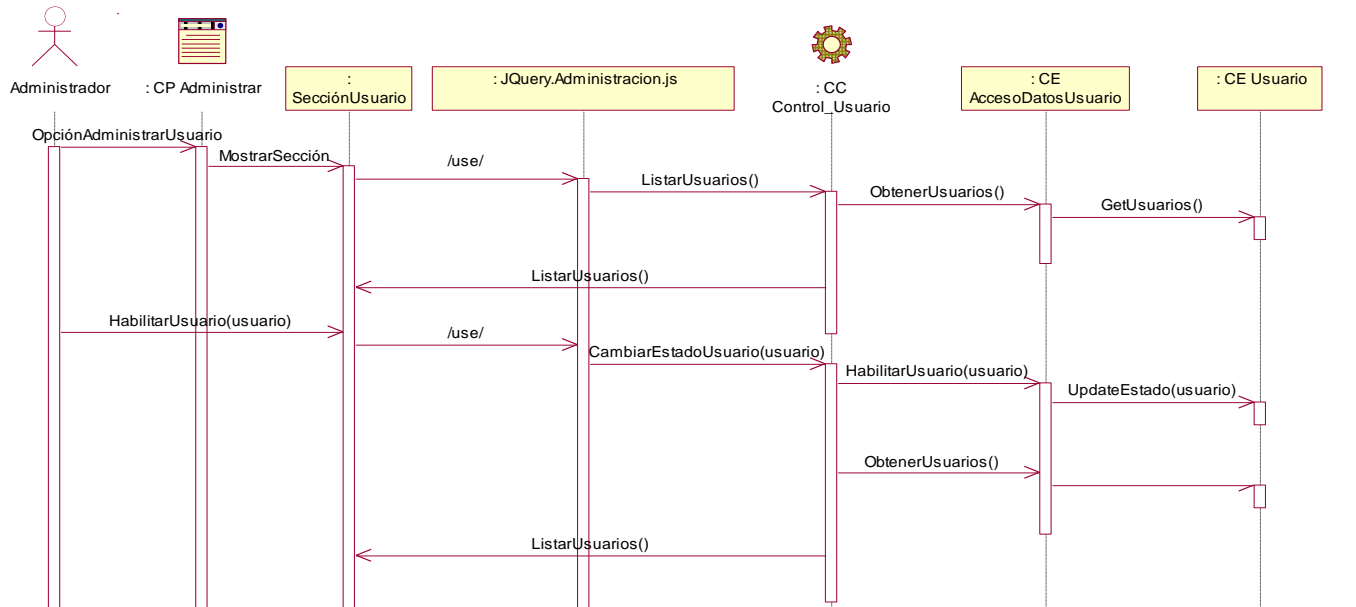 Administrador
: CP Administrar
:
SecciónUsuario
: JQuery.Administracion.js
: CC
Control_Usuario
: CE
AccesoDatosUsuario
: CE Usuario
OpciónAdministrarUsuario
MostrarSección
/use/
ListarUsuarios()
ObtenerUsuarios()
GetUsuarios()
ListarUsuarios()
HabilitarUsuario(usuario)
/use/
CambiarEstadoUsuario(usuario)
HabilitarUsuario(usuario)
UpdateEstado(usuario)
ObtenerUsuarios()
ListarUsuarios()